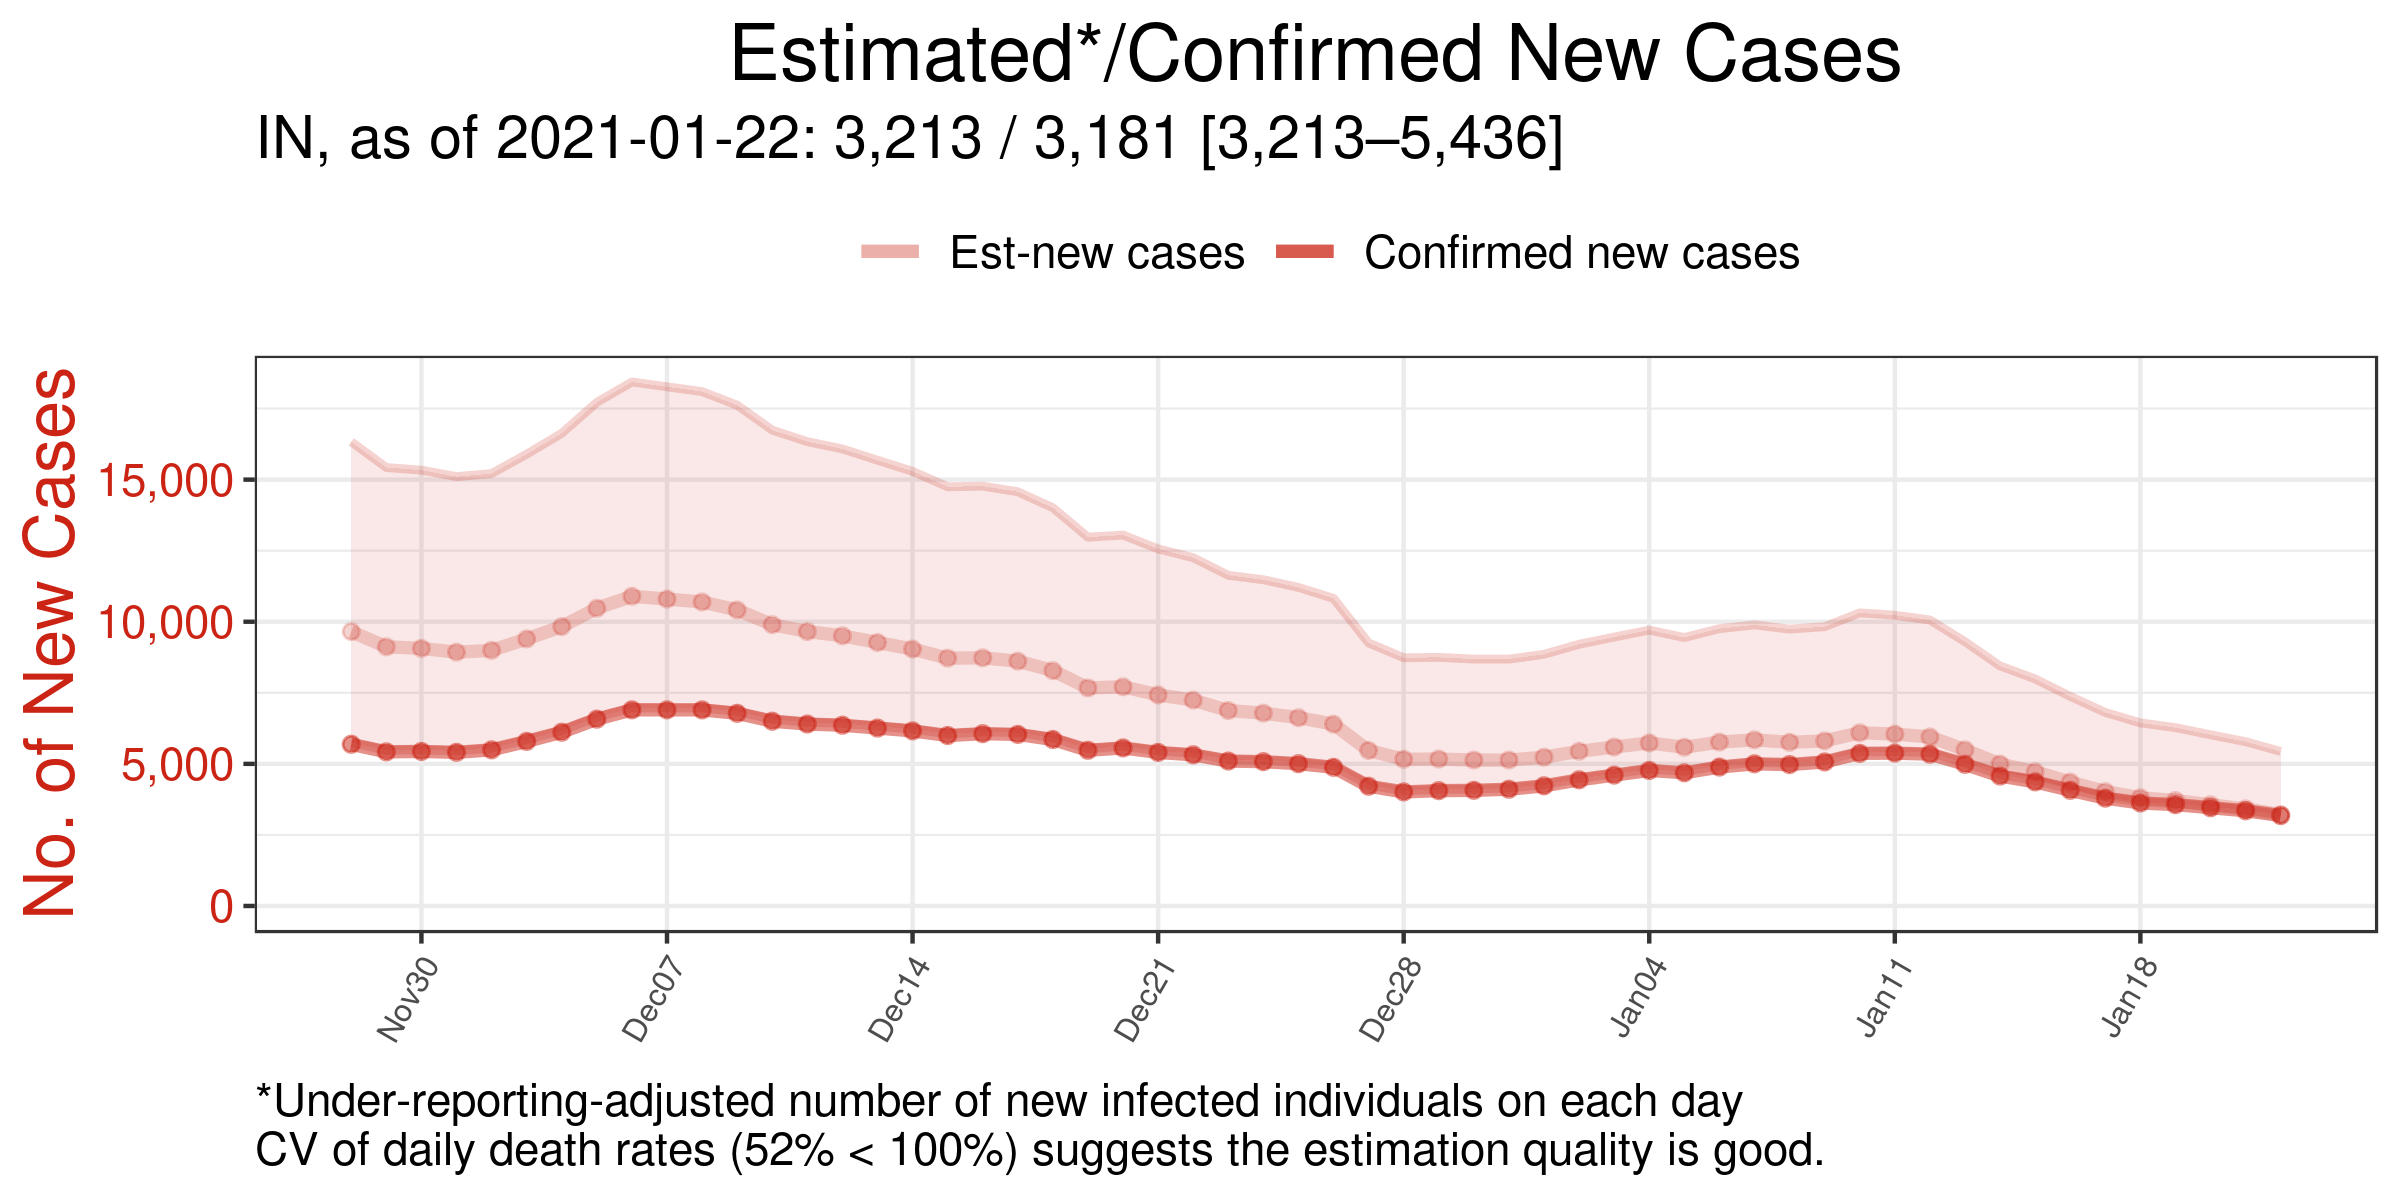 Estimated*/Confirmed New Cases
IN, as of 2021-01-22: 3,213 / 3,181 [3,213–5,436]
Est-new cases
Confirmed new cases
No. of New Cases
15,000
10,000
5,000
0
Nov30
Dec07
Dec14
Dec21
Dec28
Jan04
Jan11
Jan18
*Under-reporting-adjusted number of new infected individuals on each day
CV of daily death rates (52% < 100%) suggests the estimation quality is good.